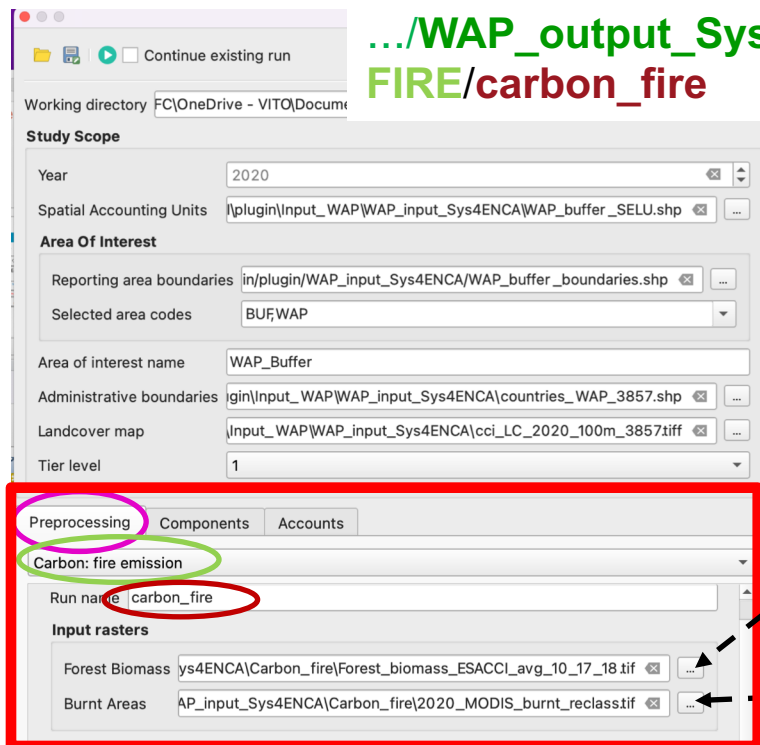 .../WAP_output_Sys
FIRE/carbon_fire
Continue existing run
Working directory FC\OneDrive - VITO\Docume
Study Scope
Year 2020
Spatial Accounting Units l\plugin\Input_WAP\WAP_input_Sys4ENCA\WAP_buffer_SELU.shp ...
Area Of Interest
Reporting area boundaries in/plugin/WAP_input_Sys4ENCA/WAP_buffer_boundaries.shp ...
Selected area codes BUF,WAP
Area of interest name WAP_Buffer
Administrative boundaries gin\Input_WAP\WAP_input_Sys4ENCA\countries_WAP_3857.shp ...
Landcover map \Input_WAP\WAP_input_Sys4ENCA\cci_LC_2020_100m_3857.tiff ...
Tier level 1
Preprocessing Components Accounts
Carbon: fire emission
Run name carbon_fire
Input rasters
Forest Biomass ys4ENCA\Carbon_fire\Forest_biomass_ESACCI_avg_10_17_18.tif ...
Burnt Areas AP_input_Sys4ENCA\Carbon_fire\2020_MODIS_burnt_reclass.tif ...